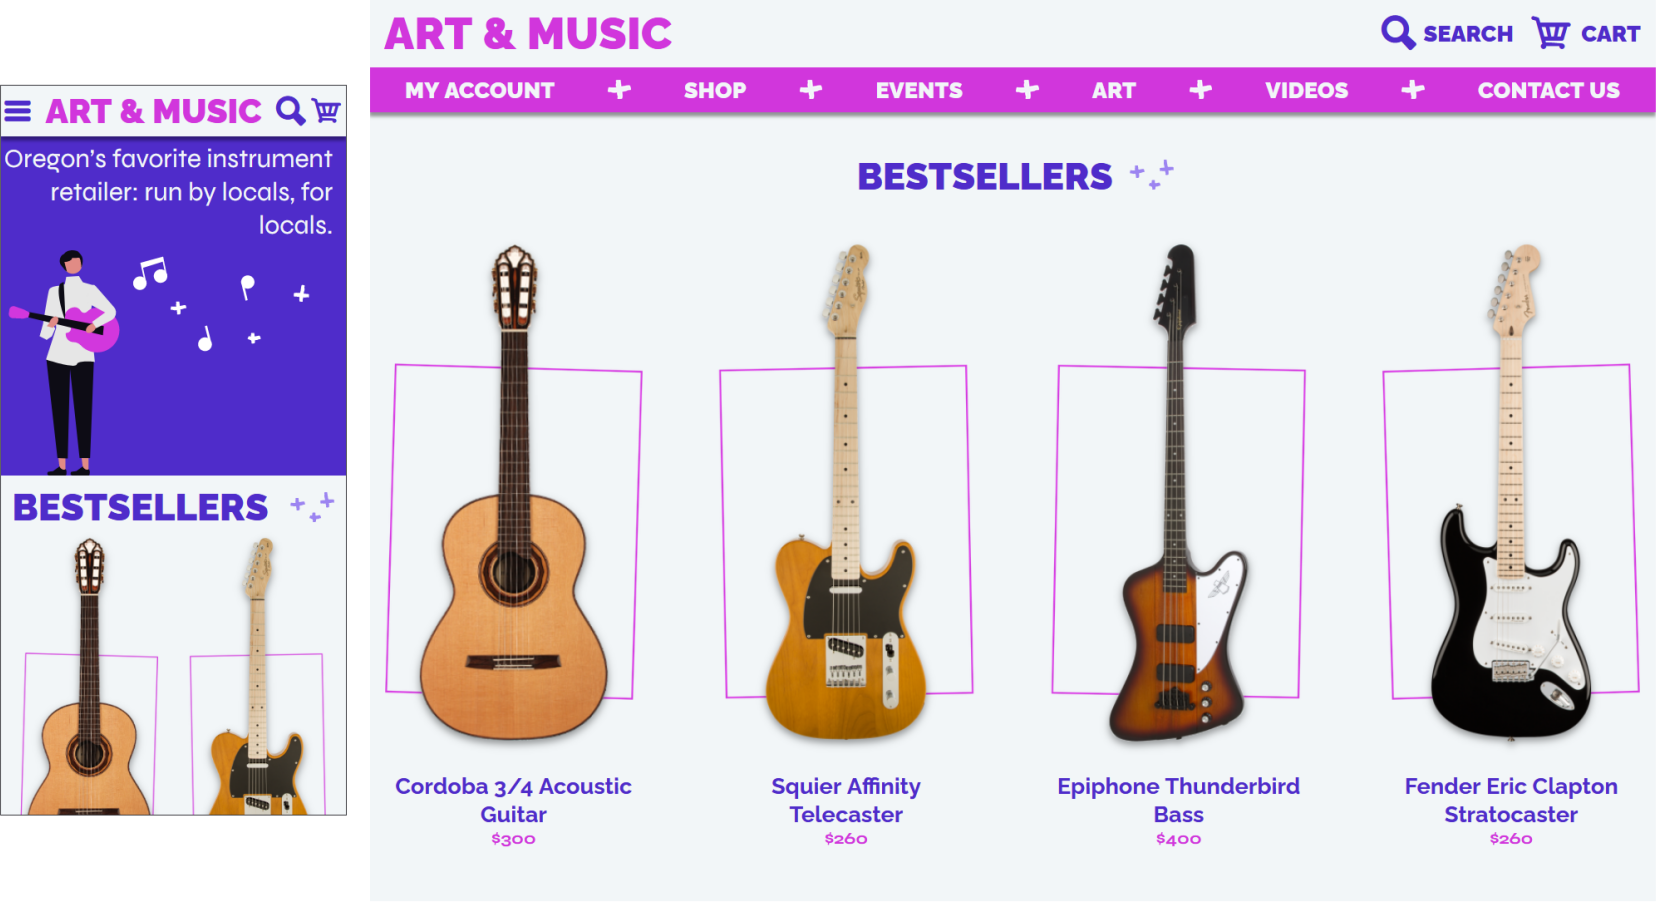 ART & MUSIC
Oregon's favorite instrument
retailer: run by locals, for
locals.
BESTSELLERS
ART & MUSIC
SEARCH
CART
MY ACCOUNT + SHOP + EVENTS + ART + VIDEOS + CONTACT US
BESTSELLERS
Cordoba 3/4 Acoustic
Guitar
$300
Squier Affinity
Telecaster
$260
Epiphone Thunderbird
Bass
$400
Fender Eric Clapton
Stratocaster
$260